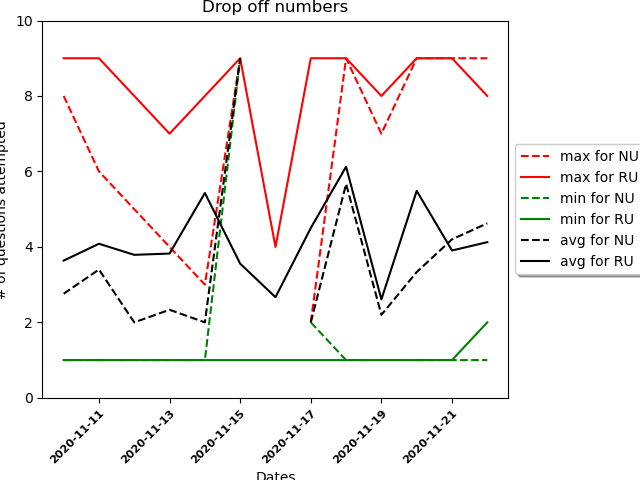 Drop off numbers
# of questions attempted
10
8
6
4
2
0
2020-11-11
2020-11-13
2020-11-15
2020-11-17
2020-11-19
2020-11-21
Dates
max for NU
max for RU
min for NU
min for RU
avg for NU
avg for RU